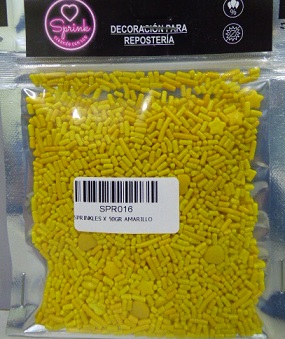 Sprink
DECORACIÓN PARA
REPOSTERÍA
SPR016
SPRINKLES X 50GR AMARILLO